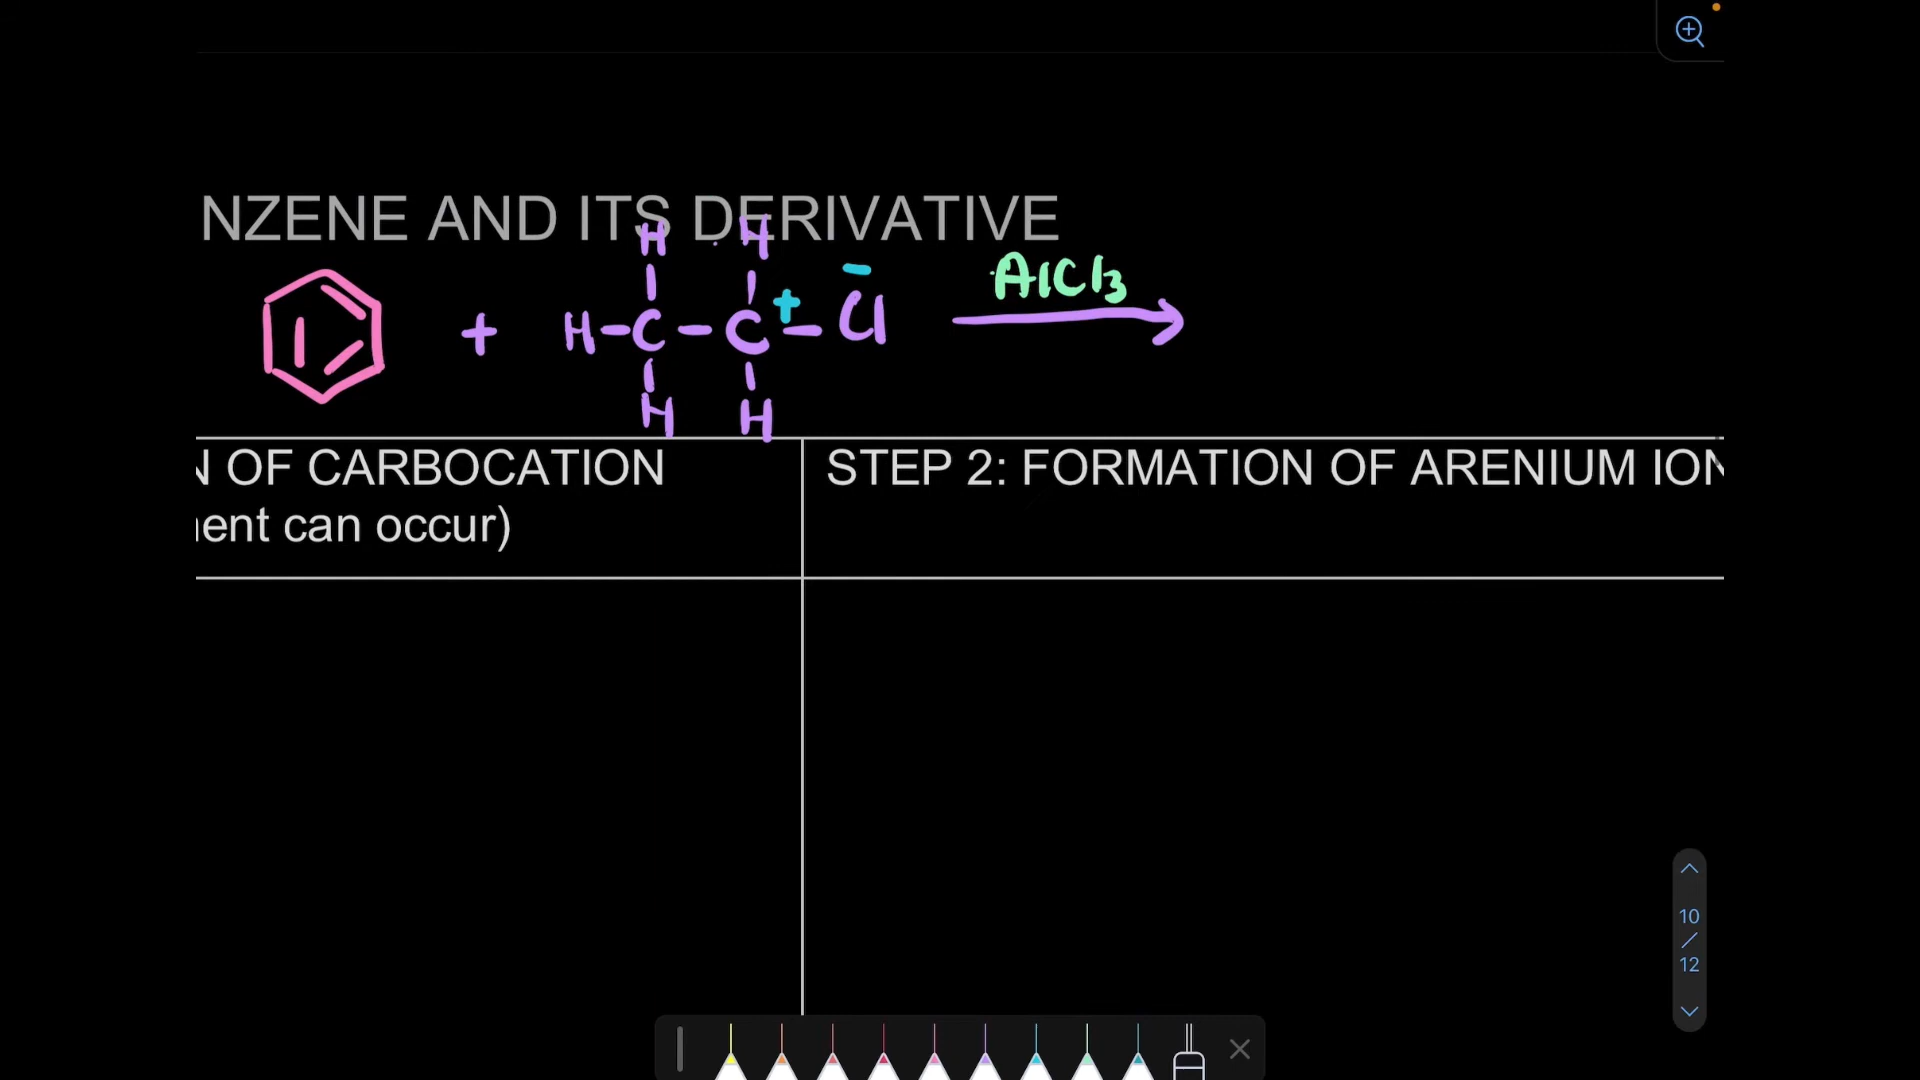 NZENE AND ITS DERIVATIVE
H H
AlCl3
+ H-C-C+-Cl−
H H
N OF CARBOCATION
ent can occur)
STEP 2: FORMATION OF ARENIUM ION
10
/
12